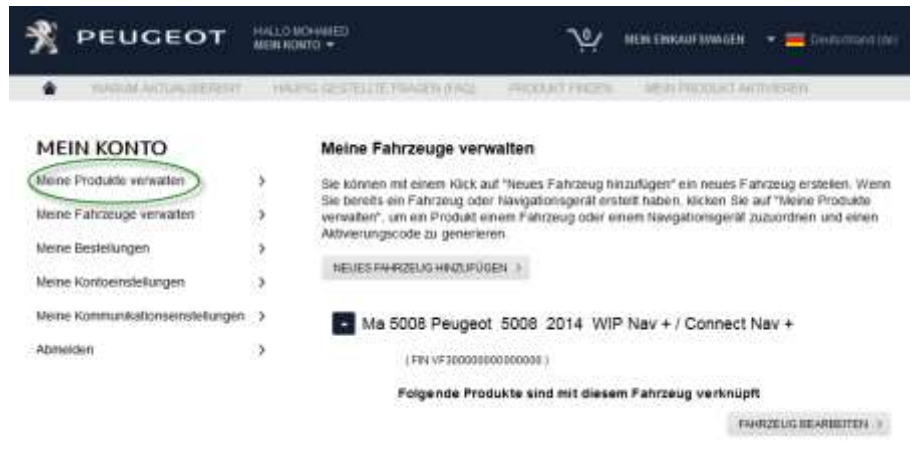 PEUGEOT
HALLO MOHAMED
MEIN KONTO
0
MEIN EINKAUFSWAGEN
Deutschland (de)
WARUM AKTUALISIEREN?
HÄUFIG GESTELLTE FRAGEN (FAQ)
PRODUKT FINDEN
MEIN PRODUKT AKTIVIEREN
MEIN KONTO
Meine Produkte verwalten
Meine Fahrzeuge verwalten
Meine Bestellungen
Meine Kontoeinstellungen
Meine Kommunikationseinstellungen
Abmelden
Meine Fahrzeuge verwalten
Sie können mit einem Klick auf "Neues Fahrzeug hinzufügen" ein neues Fahrzeug erstellen. Wenn
Sie bereits ein Fahrzeug oder Navigationsgerät erstellt haben, klicken Sie auf "Meine Produkte
verwalten", um ein Produkt einem Fahrzeug oder einem Navigationsgerät zuzuordnen und einen
Aktivierungscode zu generieren.
NEUES FAHRZEUG HINZUFÜGEN
Ma 5008 Peugeot 5008 2014 WIP Nav + / Connect Nav +
Folgende Produkte sind mit diesem Fahrzeug verknüpft
FAHRZEUG BEARBEITEN